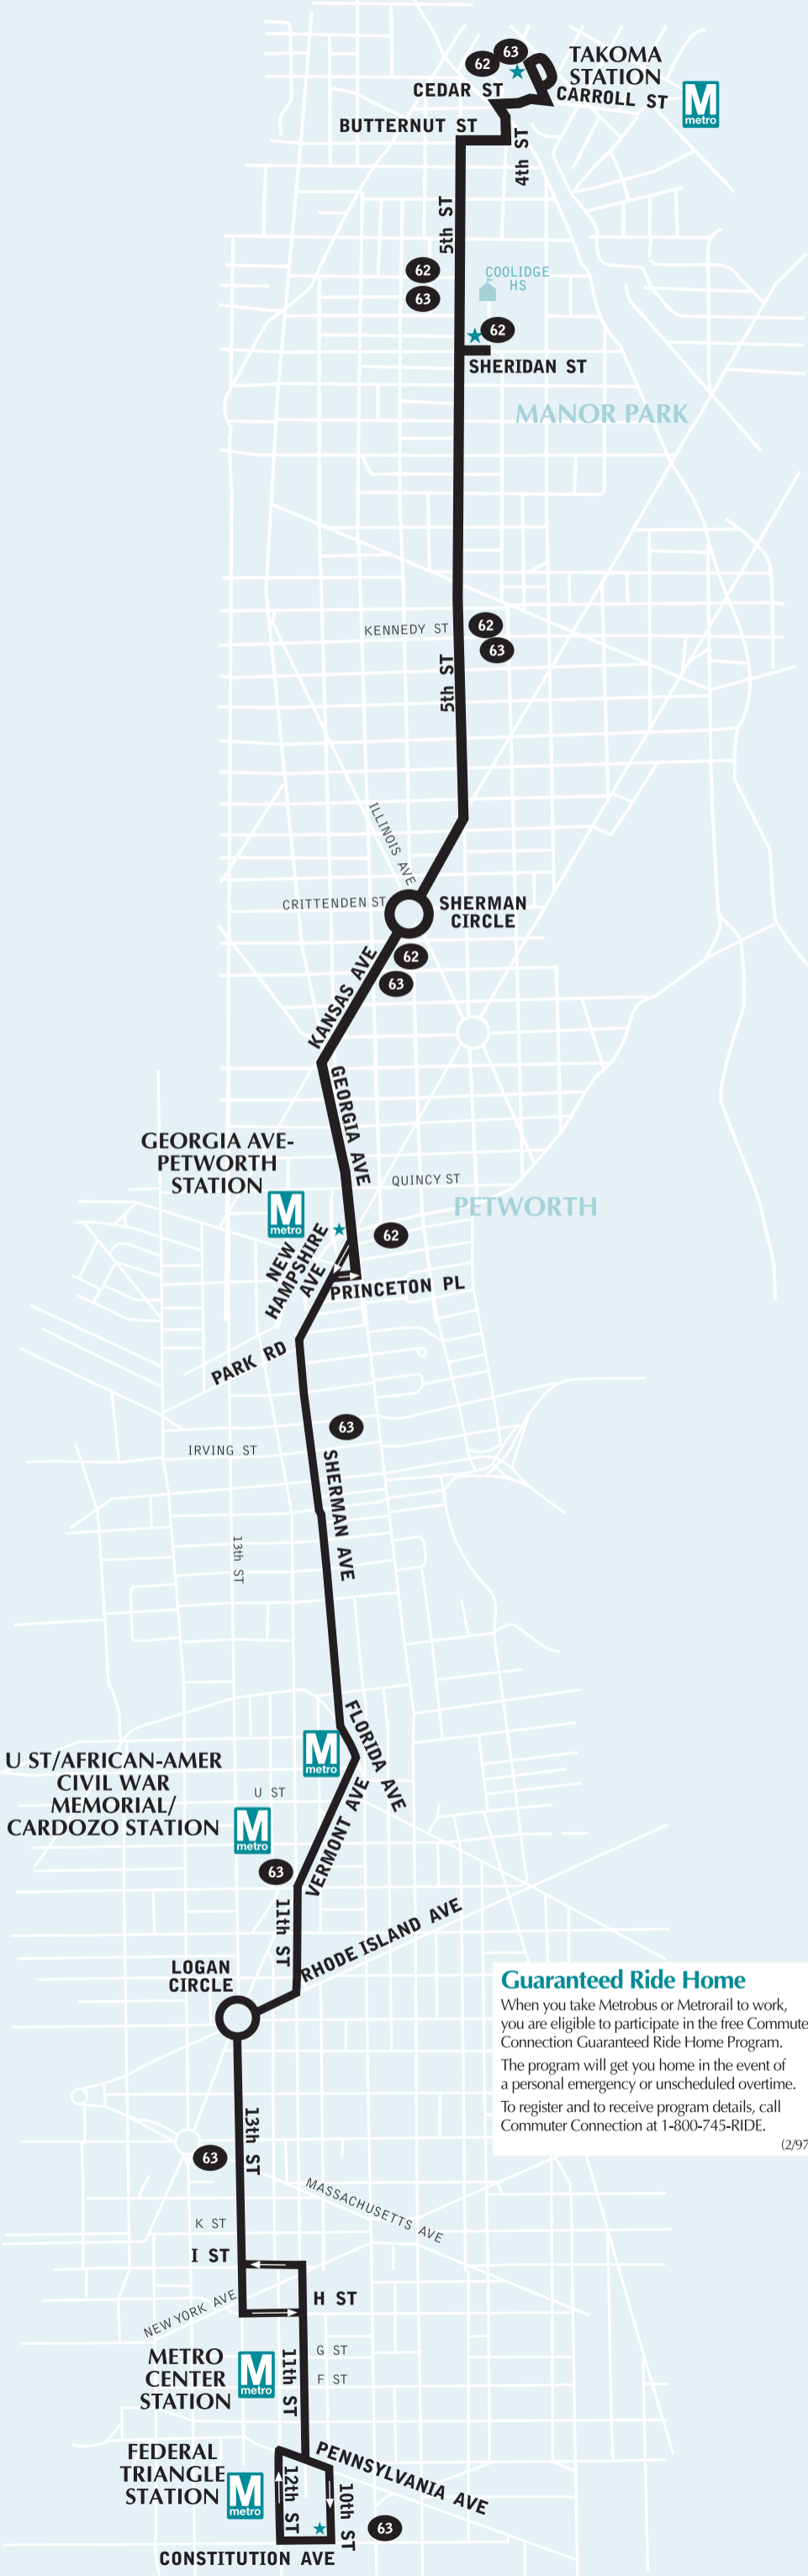 63
62
TAKOMA
STATION
CEDAR ST
CARROLL ST
M
metro
BUTTERNUT ST
4th ST
5th ST
62
63
COOLIDGE
HS
62
SHERIDAN ST
MANOR PARK
KENNEDY ST
62
63
5th ST
ILLINOIS AVE
CRITTENDEN ST
SHERMAN
CIRCLE
62
63
KANSAS AVE
GEORGIA AVE
GEORGIA AVE-
PETWORTH
STATION
M
metro
QUINCY ST
PETWORTH
62
NEW
HAMPSHIRE
AVE
PRINCETON PL
PARK RD
63
IRVING ST
SHERMAN AVE
13th ST
FLORIDA AVE
M
metro
U ST/AFRICAN-AMER
CIVIL WAR
MEMORIAL/
CARDOZO STATION
U ST
M
metro
VERMONT AVE
63
11th ST
RHODE ISLAND AVE
LOGAN
CIRCLE
Guaranteed Ride Home
When you take Metrobus or Metrorail to work,
you are eligible to participate in the free Commute
Connection Guaranteed Ride Home Program.
The program will get you home in the event of
a personal emergency or unscheduled overtime.
To register and to receive program details, call
Commuter Connection at 1-800-745-RIDE.
(2/97
13th ST
63
MASSACHUSETTS AVE
K ST
I ST
NEW YORK AVE
H ST
METRO
CENTER
STATION
M
metro
11th ST
G ST
F ST
PENNSYLVANIA AVE
FEDERAL
TRIANGLE
STATION
M
metro
12th ST
10th ST
63
CONSTITUTION AVE